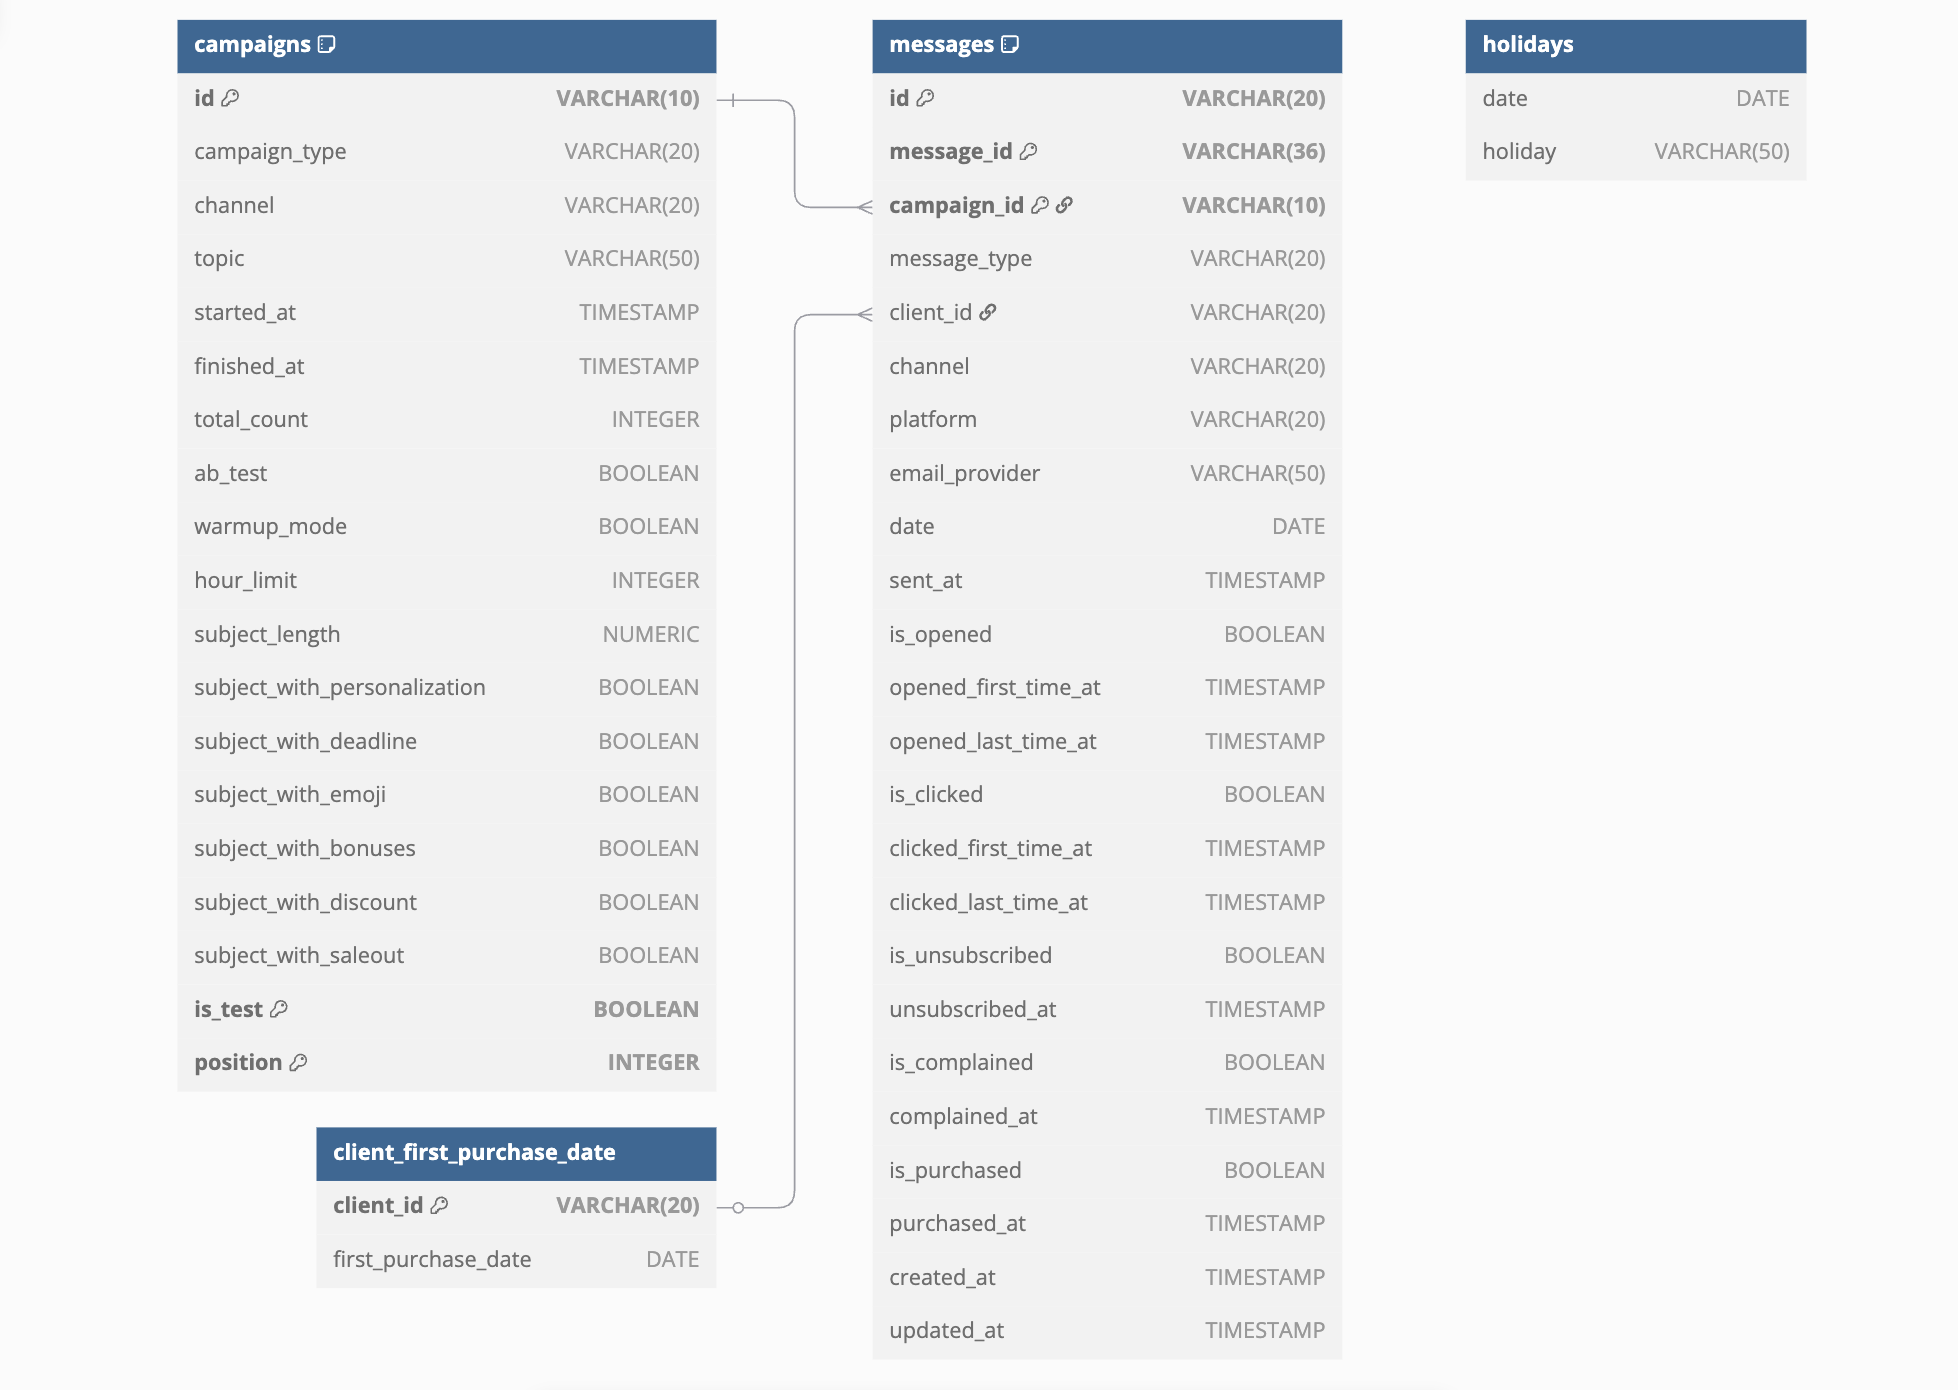 campaigns
id VARCHAR(10)
campaign_type VARCHAR(20)
channel VARCHAR(20)
topic VARCHAR(50)
started_at TIMESTAMP
finished_at TIMESTAMP
total_count INTEGER
ab_test BOOLEAN
warmup_mode BOOLEAN
hour_limit INTEGER
subject_length NUMERIC
subject_with_personalization BOOLEAN
subject_with_deadline BOOLEAN
subject_with_emoji BOOLEAN
subject_with_bonuses BOOLEAN
subject_with_discount BOOLEAN
subject_with_saleout BOOLEAN
is_test BOOLEAN
position INTEGER
client_first_purchase_date
client_id VARCHAR(20)
first_purchase_date DATE
messages
id VARCHAR(20)
message_id VARCHAR(36)
campaign_id VARCHAR(10)
message_type VARCHAR(20)
client_id VARCHAR(20)
channel VARCHAR(20)
platform VARCHAR(20)
email_provider VARCHAR(50)
date DATE
sent_at TIMESTAMP
is_opened BOOLEAN
opened_first_time_at TIMESTAMP
opened_last_time_at TIMESTAMP
is_clicked BOOLEAN
clicked_first_time_at TIMESTAMP
clicked_last_time_at TIMESTAMP
is_unsubscribed BOOLEAN
unsubscribed_at TIMESTAMP
is_complained BOOLEAN
complained_at TIMESTAMP
is_purchased BOOLEAN
purchased_at TIMESTAMP
created_at TIMESTAMP
updated_at TIMESTAMP
holidays
date DATE
holiday VARCHAR(50)